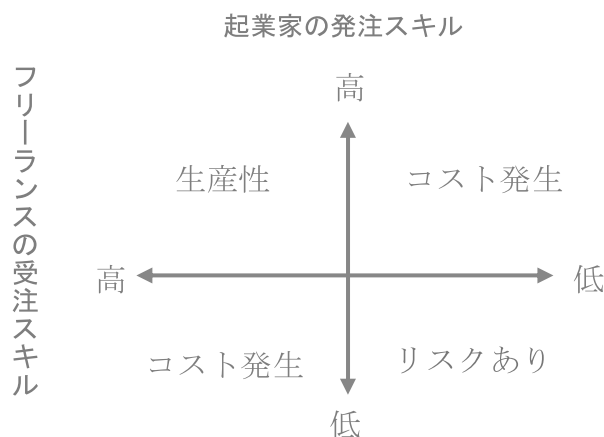 起業家の発注スキル
フリーランスの受注スキル
高
生産性
コスト発生
高
低
コスト発生
リスクあり
低